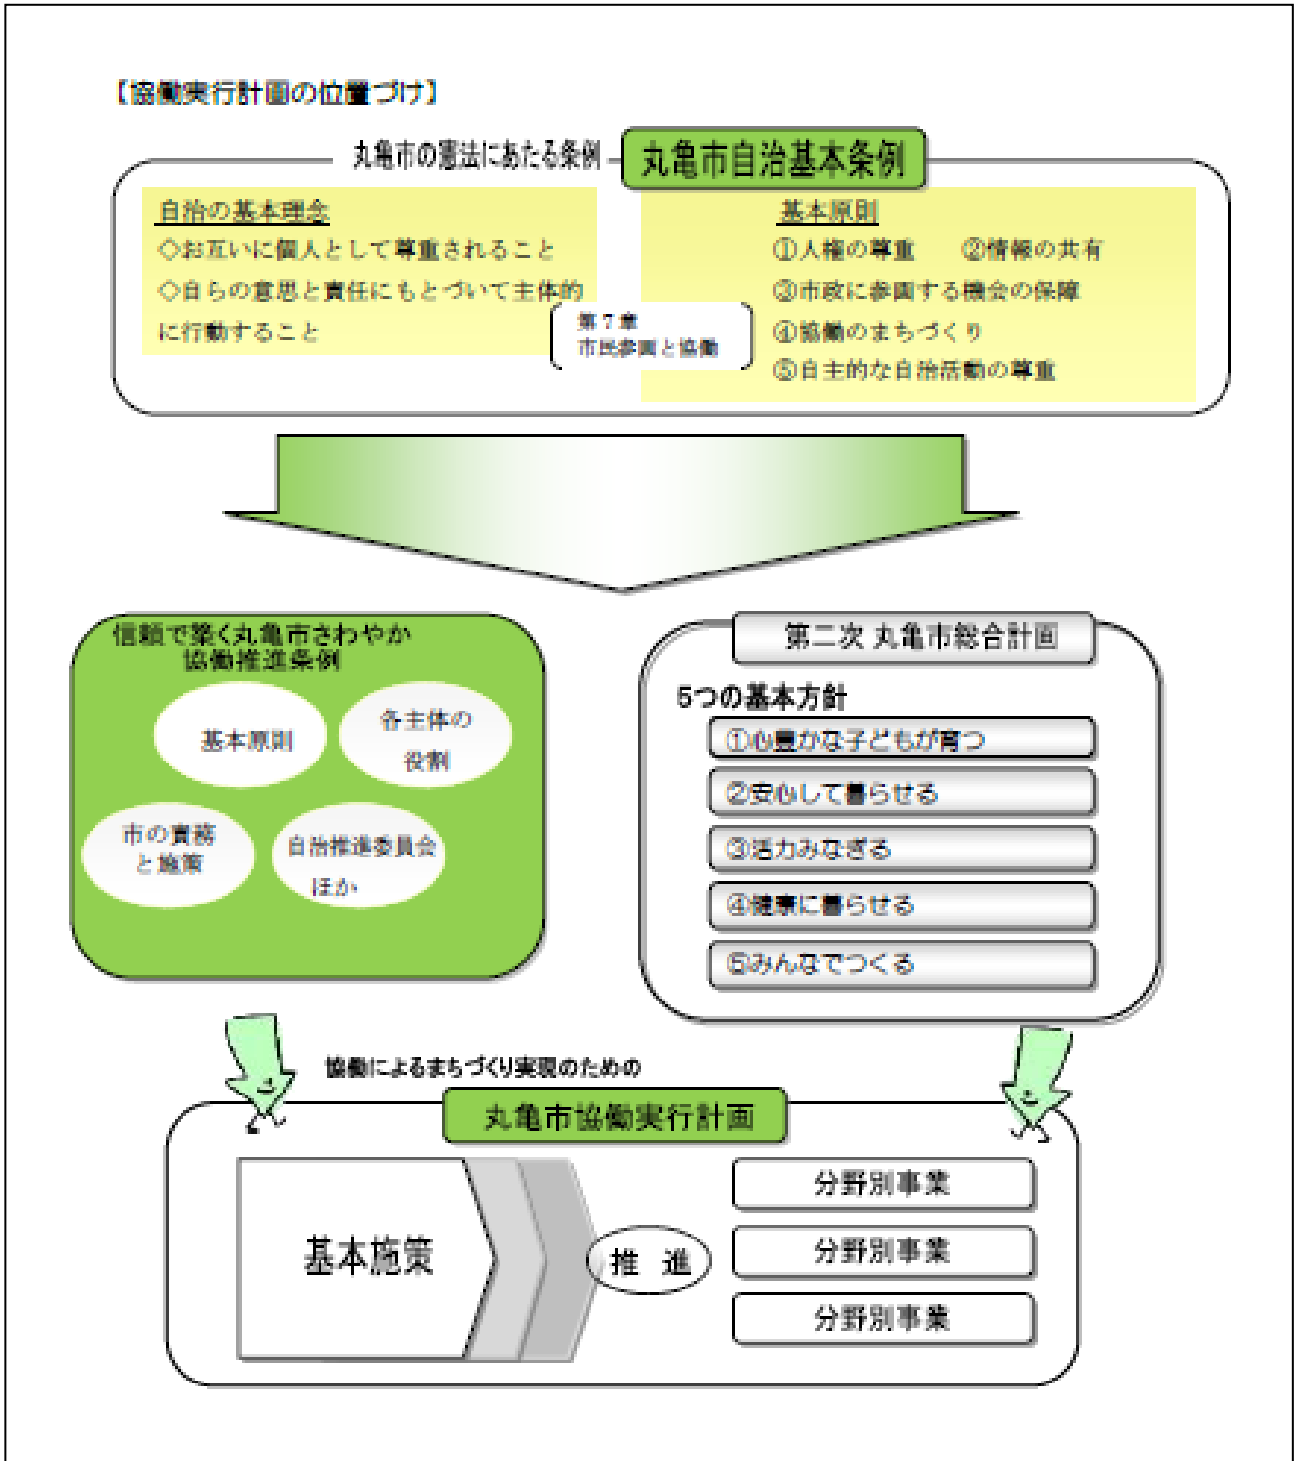 【協働実行計画の位置づけ】
丸亀市の憲法にあたる条例
丸亀市自治基本条例
自治の基本理念
◇お互いに個人として尊重されること
◇自らの意思と責任にもとづいて主体的
に行動すること
第7章
市民参画と協働
基本原則
①人権の尊重 ②情報の共有
③市政に参画する機会の保障
④協働のまちづくり
⑤自主的な自治活動の尊重
信頼で築く丸亀市さわやか
協働推進条例
基本原則
各主体の
役割
市の責務
と施策
自治推進委員会
ほか
第二次 丸亀市総合計画
5つの基本方針
①心豊かな子どもが育つ
②安心して暮らせる
③活力みなぎる
④健康に暮らせる
⑤みんなでつくる
協働によるまちづくり実現のための
丸亀市協働実行計画
基本施策
推 進
分野別事業
分野別事業
分野別事業